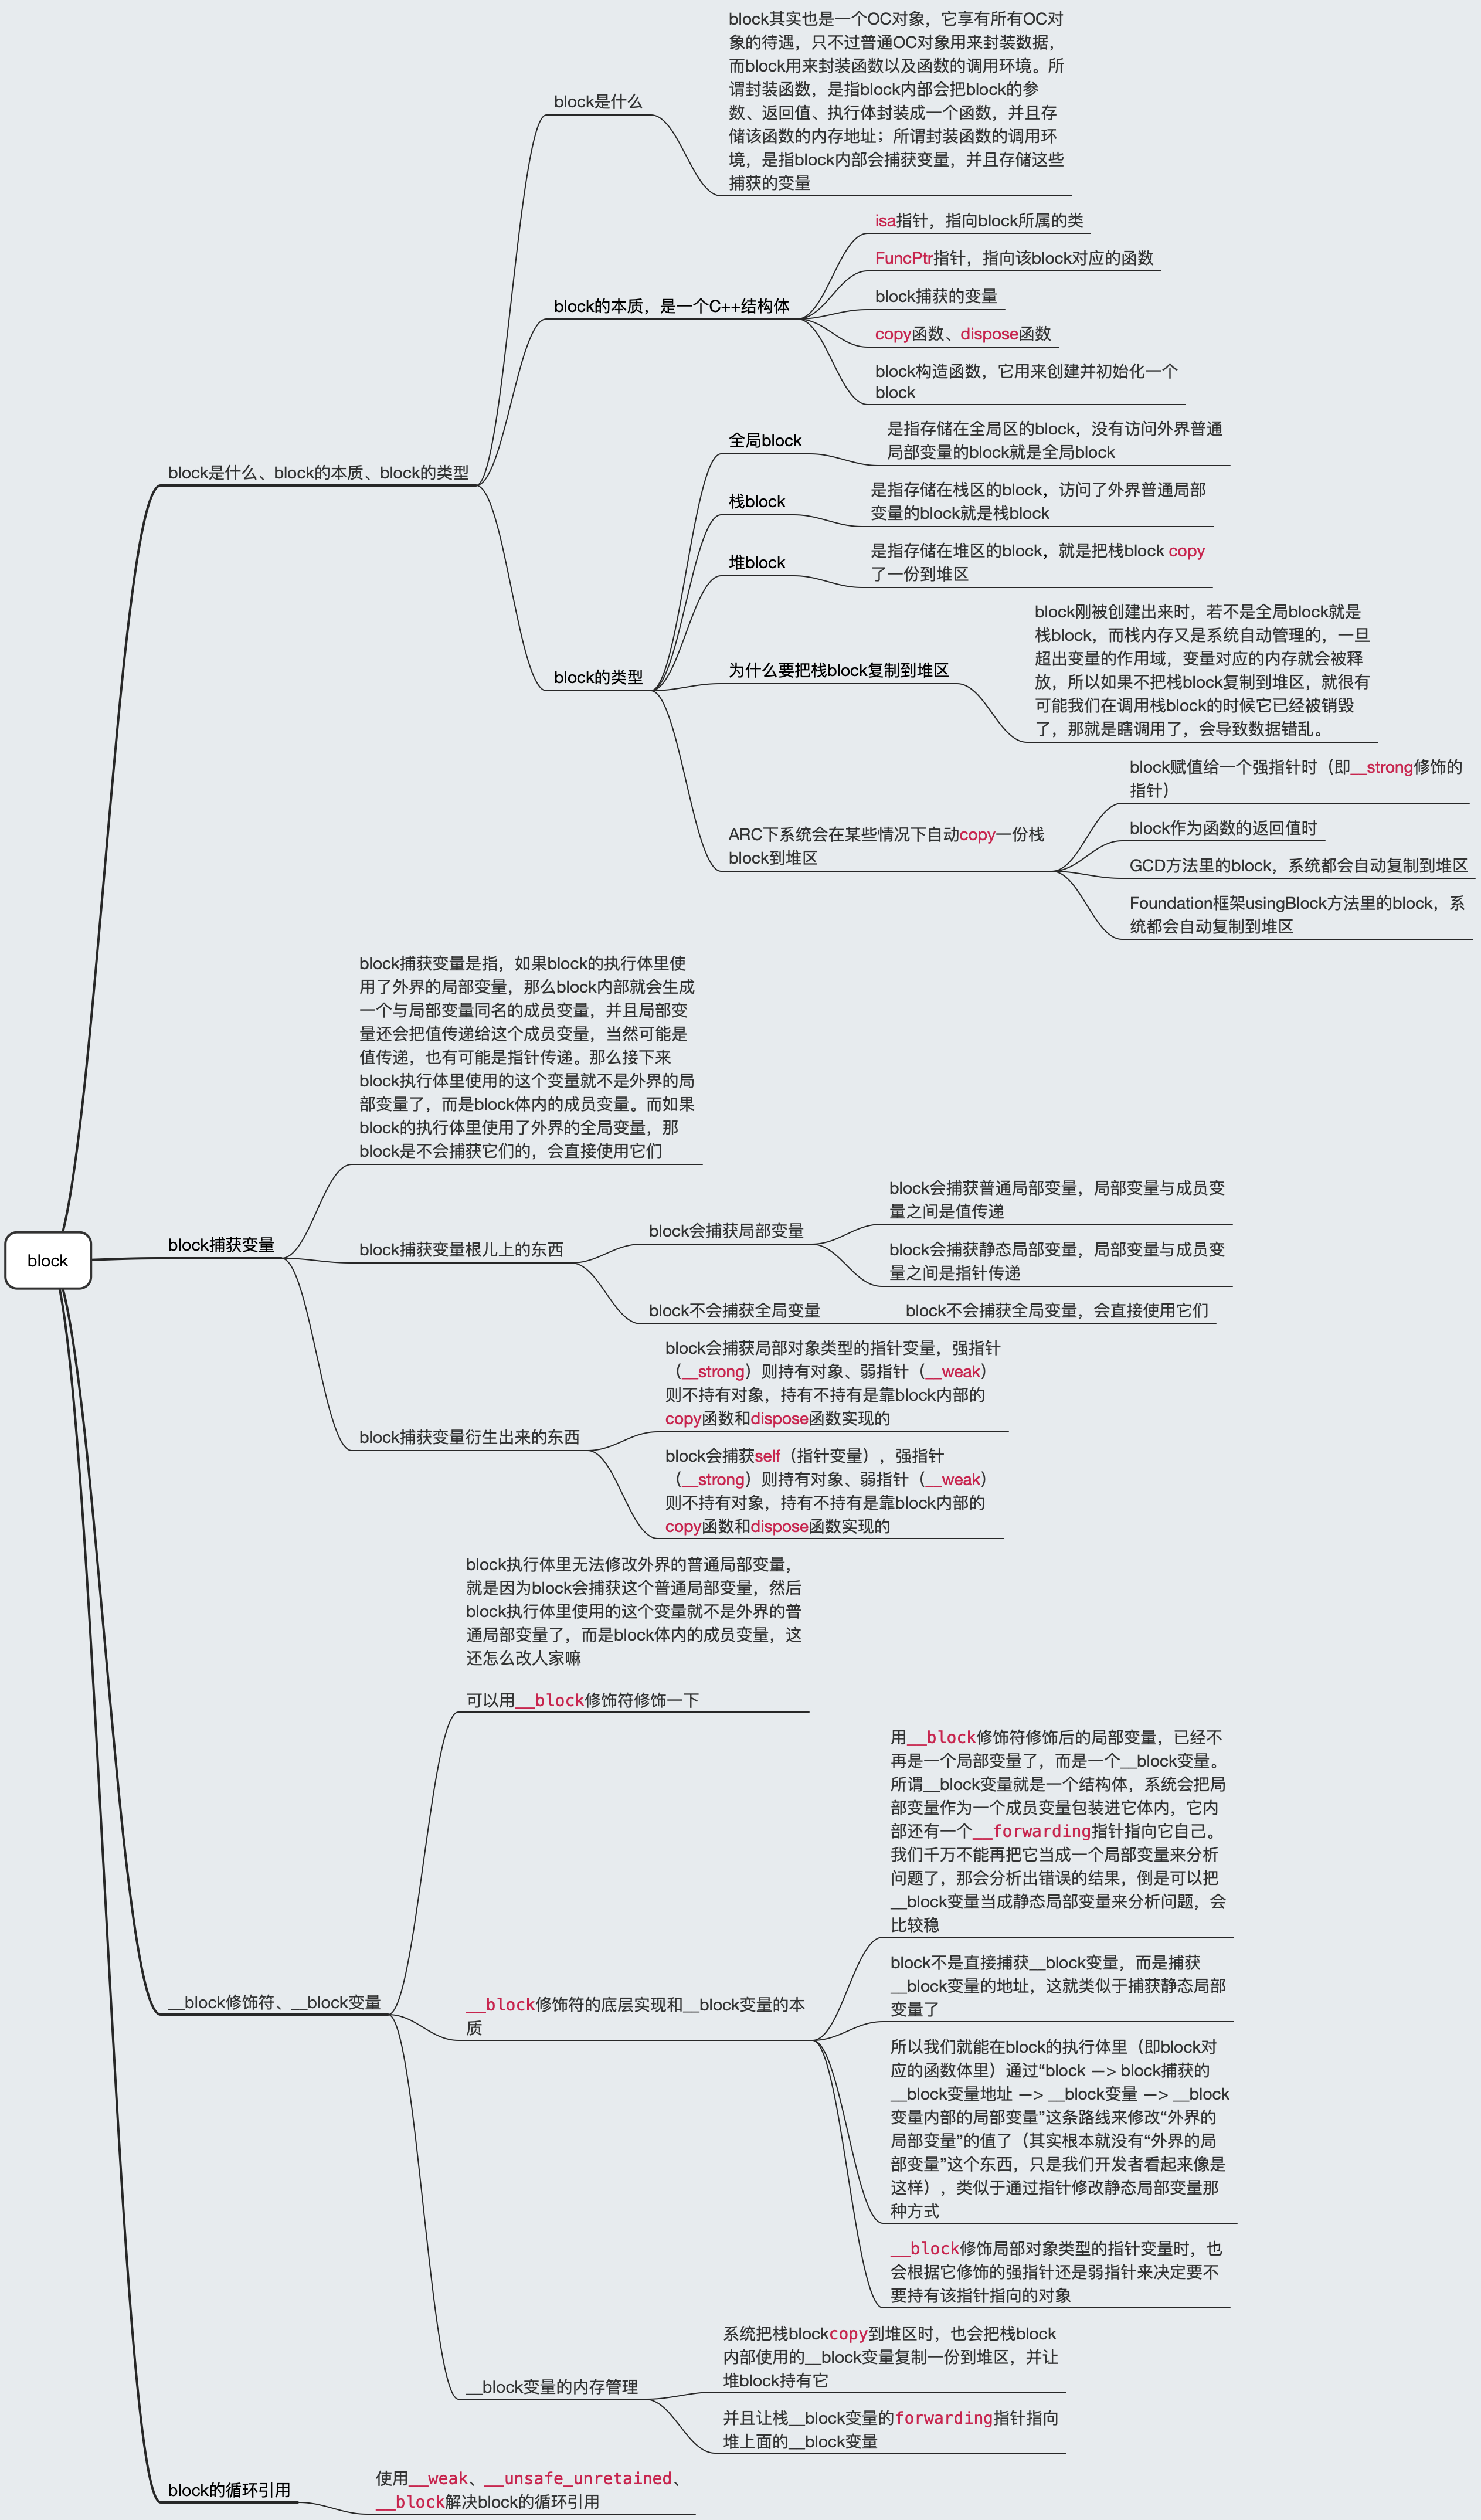 block其实也是一个OC对象，它享有所有OC对
象的待遇，只不过普通OC对象用来封装数据，
而block用来封装函数以及函数的调用环境。所
谓封装函数，是指block内部会把block的参
数、返回值、执行体封装成一个函数，并且存
储该函数的内存地址；所谓封装函数的调用环
境，是指block内部会捕获变量，并且存储这些
捕获的变量
block是什么
isa指针，指向block所属的类
FuncPtr指针，指向该block对应的函数
block捕获的变量
copy函数、dispose函数
block构造函数，它用来创建并初始化一个
block
block的本质，是一个C++结构体
全局block
是指存储在全局区的block，没有访问外界普通
局部变量的block就是全局block
block是什么、block的本质、block的类型
栈block
是指存储在栈区的block，访问了外界普通局部
变量的block就是栈block
堆block
是指存储在堆区的block，就是把栈block copy
了一份到堆区
block的类型
为什么要把栈block复制到堆区
block刚被创建出来时，若不是全局block就是
栈block，而栈内存又是系统自动管理的，一旦
超出变量的作用域，变量对应的内存就会被释
放，所以如果不把栈block复制到堆区，就很有
可能我们在调用栈block的时候它已经被销毁
了，那就是瞎调用了，会导致数据错乱。
ARC下系统会在某些情况下自动copy一份栈
block到堆区
block赋值给一个强指针时（即__strong修饰的
指针）
block作为函数的返回值时
GCD方法里的block，系统都会自动复制到堆区
Foundation框架usingBlock方法里的block，系
统都会自动复制到堆区
block捕获变量是指，如果block的执行体里使
用了外界的局部变量，那么block内部就会生成
一个与局部变量同名的成员变量，并且局部变
量还会把值传递给这个成员变量，当然可能是
值传递，也有可能是指针传递。那么接下来
block执行体里使用的这个变量就不是外界的局
部变量了，而是block体内的成员变量。而如果
block的执行体里使用了外界的全局变量，那
block是不会捕获它们的，会直接使用它们
block
block捕获变量
block捕获变量根儿上的东西
block会捕获局部变量
block会捕获普通局部变量，局部变量与成员变
量之间是值传递
block会捕获静态局部变量，局部变量与成员变
量之间是指针传递
block不会捕获全局变量
block不会捕获全局变量，会直接使用它们
block捕获变量衍生出来的东西
block会捕获局部对象类型的指针变量，强指针
（__strong）则持有对象、弱指针（__weak）
则不持有对象，持有不持有是靠block内部的
copy函数和dispose函数实现的
block会捕获self（指针变量），强指针
（__strong）则持有对象、弱指针（__weak）
则不持有对象，持有不持有是靠block内部的
copy函数和dispose函数实现的
block执行体里无法修改外界的普通局部变量，
就是因为block会捕获这个普通局部变量，然后
block执行体里使用的这个变量就不是外界的普
通局部变量了，而是block体内的成员变量，这
还怎么改人家嘛
可以用__block修饰符修饰一下
__block修饰符、__block变量
__block修饰符的底层实现和__block变量的本
质
用__block修饰符修饰后的局部变量，已经不
再是一个局部变量了，而是一个__block变量。
所谓__block变量就是一个结构体，系统会把局
部变量作为一个成员变量包装进它体内，它内
部还有一个__forwarding指针指向它自己。
我们千万不能再把它当成一个局部变量来分析
问题了，那会分析出错误的结果，倒是可以把
__block变量当成静态局部变量来分析问题，会
比较稳
block不是直接捕获__block变量，而是捕获
__block变量的地址，这就类似于捕获静态局部
变量了
所以我们就能在block的执行体里（即block对
应的函数体里）通过“block —> block捕获的
__block变量地址 —> __block变量 —> __block
变量内部的局部变量”这条路线来修改“外界的
局部变量”的值了（其实根本就没有“外界的局
部变量”这个东西，只是我们开发者看起来像是
这样），类似于通过指针修改静态局部变量那
种方式
__block修饰局部对象类型的指针变量时，也
会根据它修饰的强指针还是弱指针来决定要不
要持有该指针指向的对象
__block变量的内存管理
系统把栈blockcopy到堆区时，也会把栈block
内部使用的__block变量复制一份到堆区，并让
堆block持有它
并且让栈__block变量的forwarding指针指向
堆上面的__block变量
block的循环引用
使用__weak、__unsafe_unretained、
__block解决block的循环引用